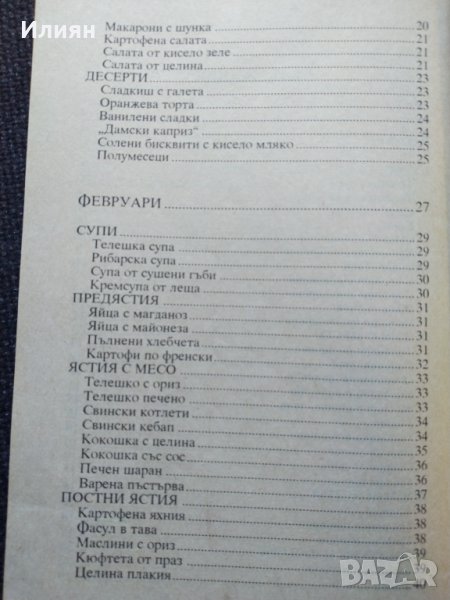 Илиян
Макарони с шунка 20
Картофена салата 21
Салата от кисело зеле 21
Салата от целина 21
ДЕСЕРТИ 23
Сладкиш с галета 23
Оранжева торта 23
Ванилени сладки 24
„Дамски каприз“ 24
Солени бисквити с кисело мляко 25
Полумесеци 25
ФЕВРУАРИ 27
СУПИ 29
Телешка супа 29
Рибарска супа 29
Супа от сушени гъби 30
Кремсупа от леща 30
ПРЕДЯСТИЯ 31
Яйца с магданоз 31
Яйца с майонеза 31
Пълнени хлебчета 31
Картофи по френски 32
ЯСТИЯ С МЕСО 33
Телешко с ориз 33
Телешко печено 33
Свински котлети 34
Свински кебап 34
Кокошка с целина 35
Кокошка със сос 36
Печен шаран 36
Варена пъстърва 37
ПОСТНИ ЯСТИЯ 38
Картофена яхния 38
Фасул в тава 38
Маслини с ориз 39
Кюфтета от праз
Целина плакия 40
БАЗАР.бг